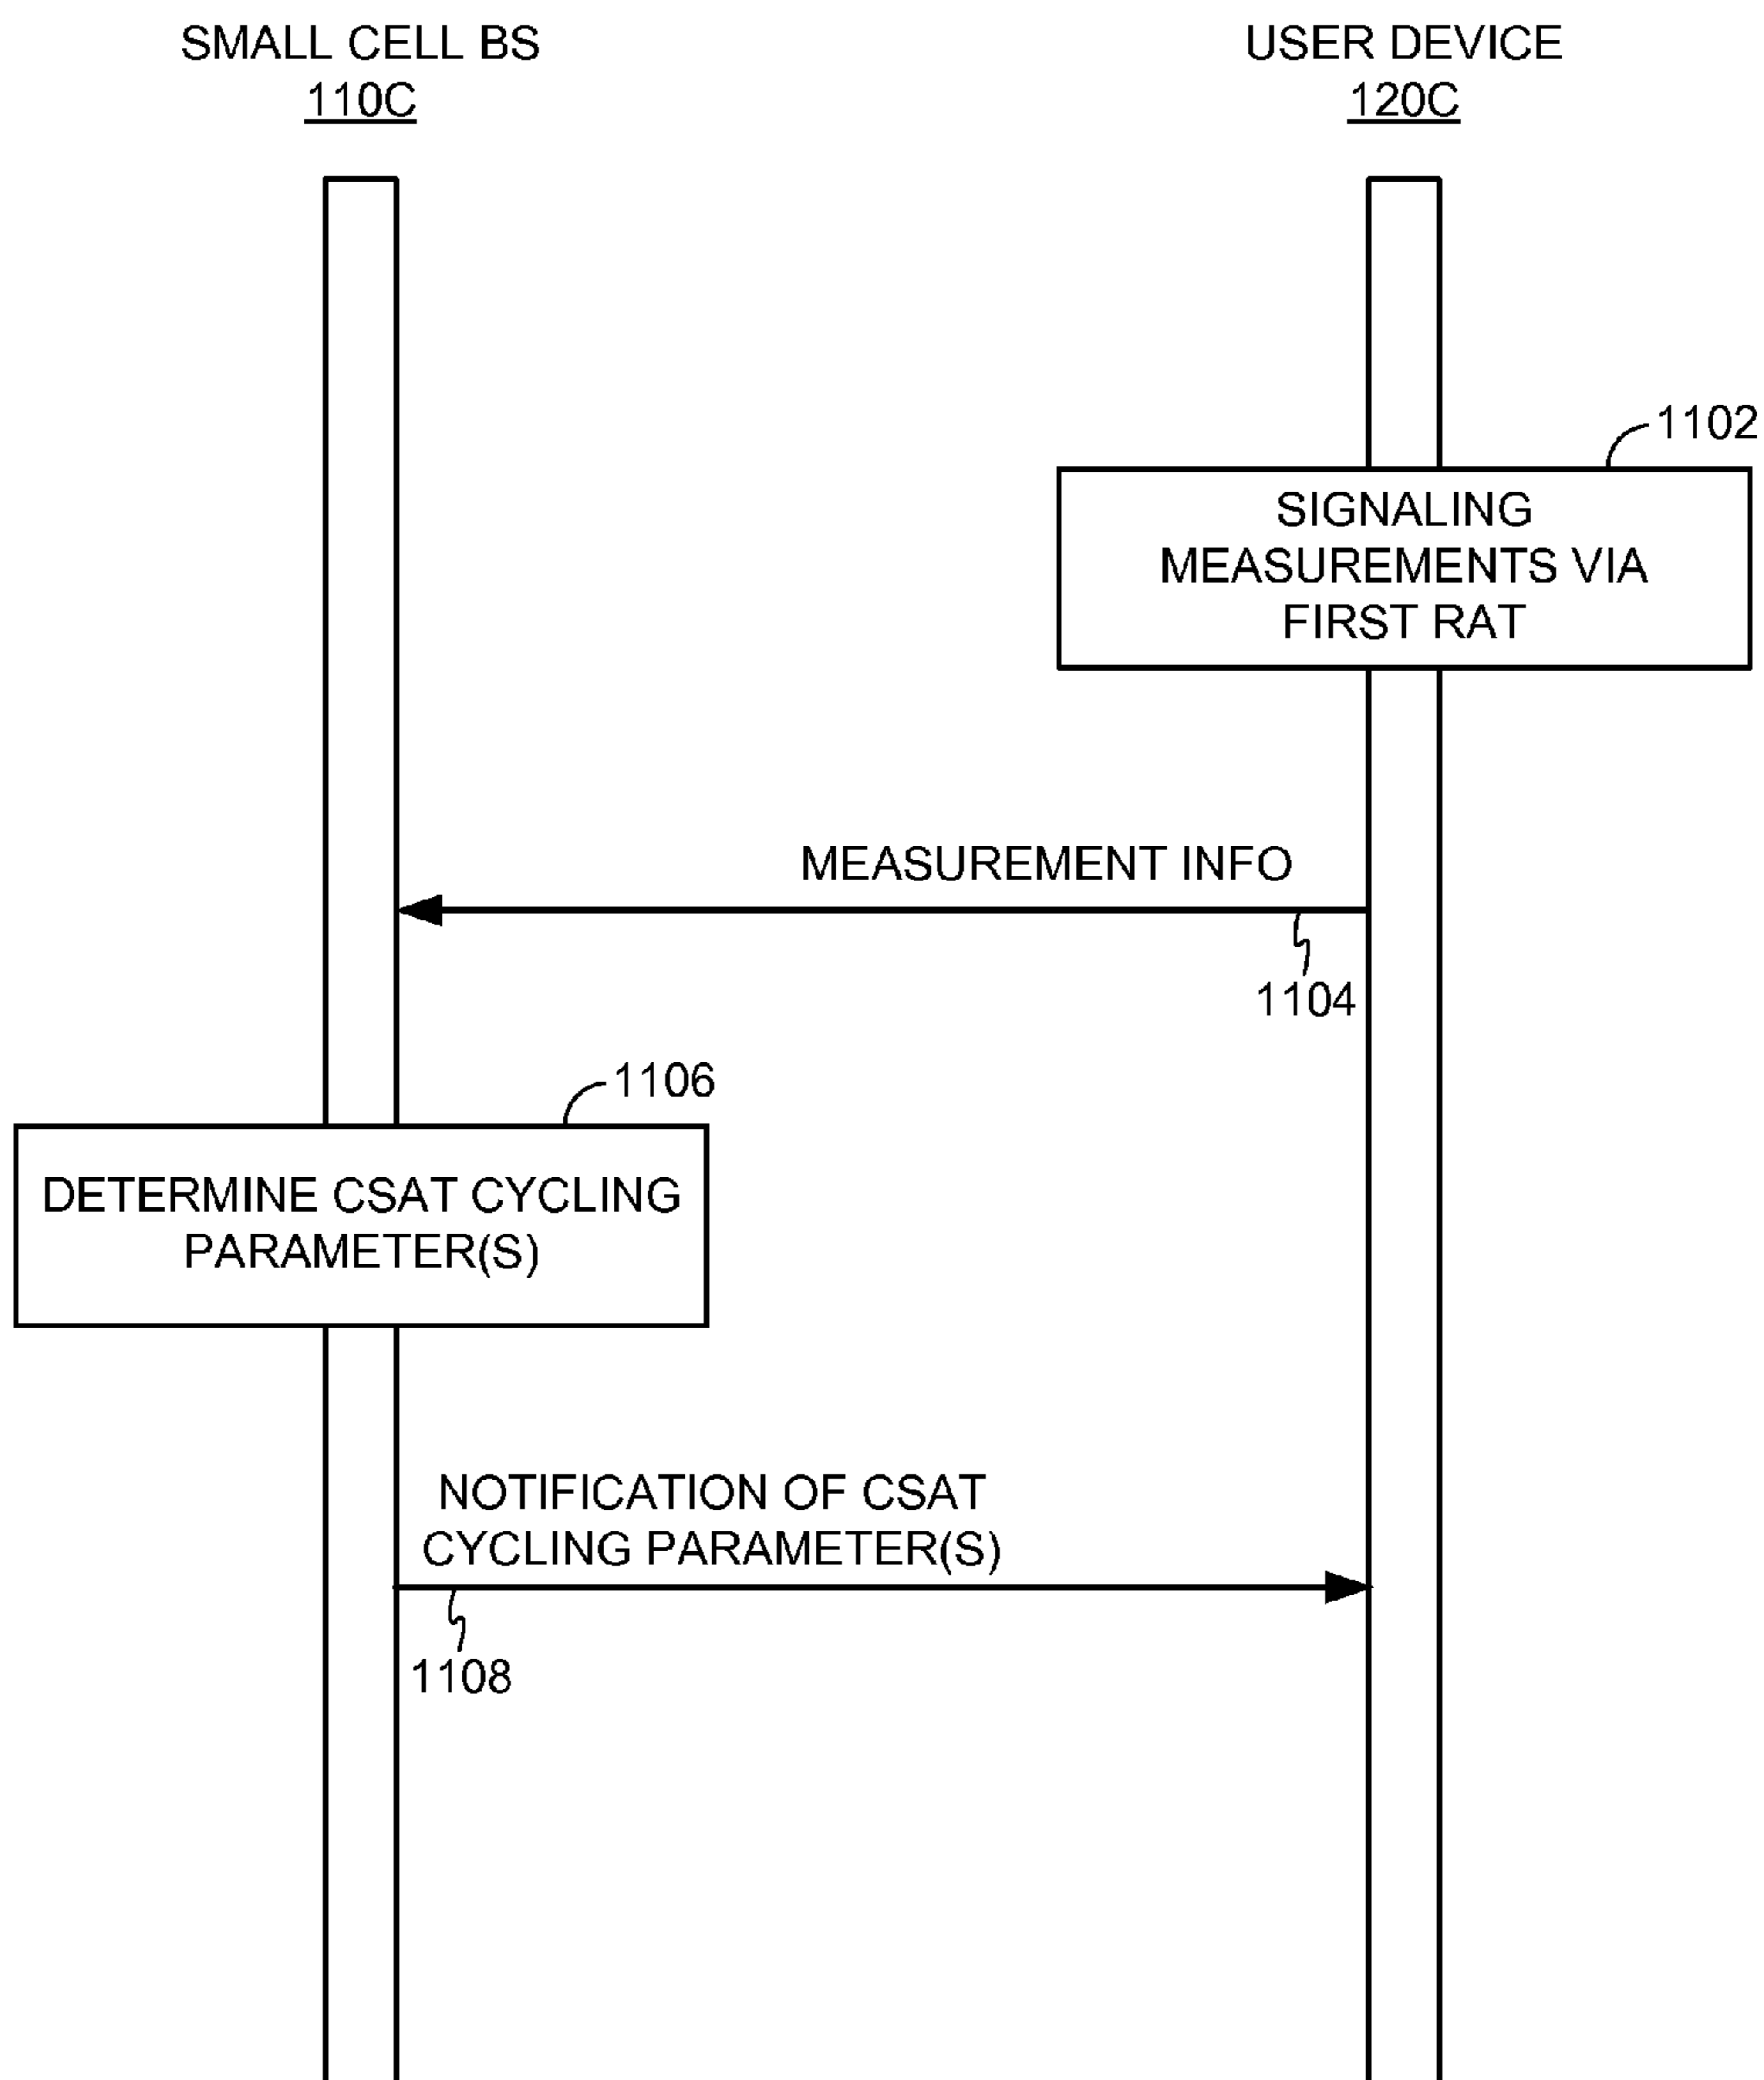 SMALL CELL BS
110C
USER DEVICE
120C
1102
SIGNALING
MEASUREMENTS VIA
FIRST RAT
MEASUREMENT INFO
1104
1106
DETERMINE CSAT CYCLING
PARAMETER(S)
NOTIFICATION OF CSAT
CYCLING PARAMETER(S)
1108